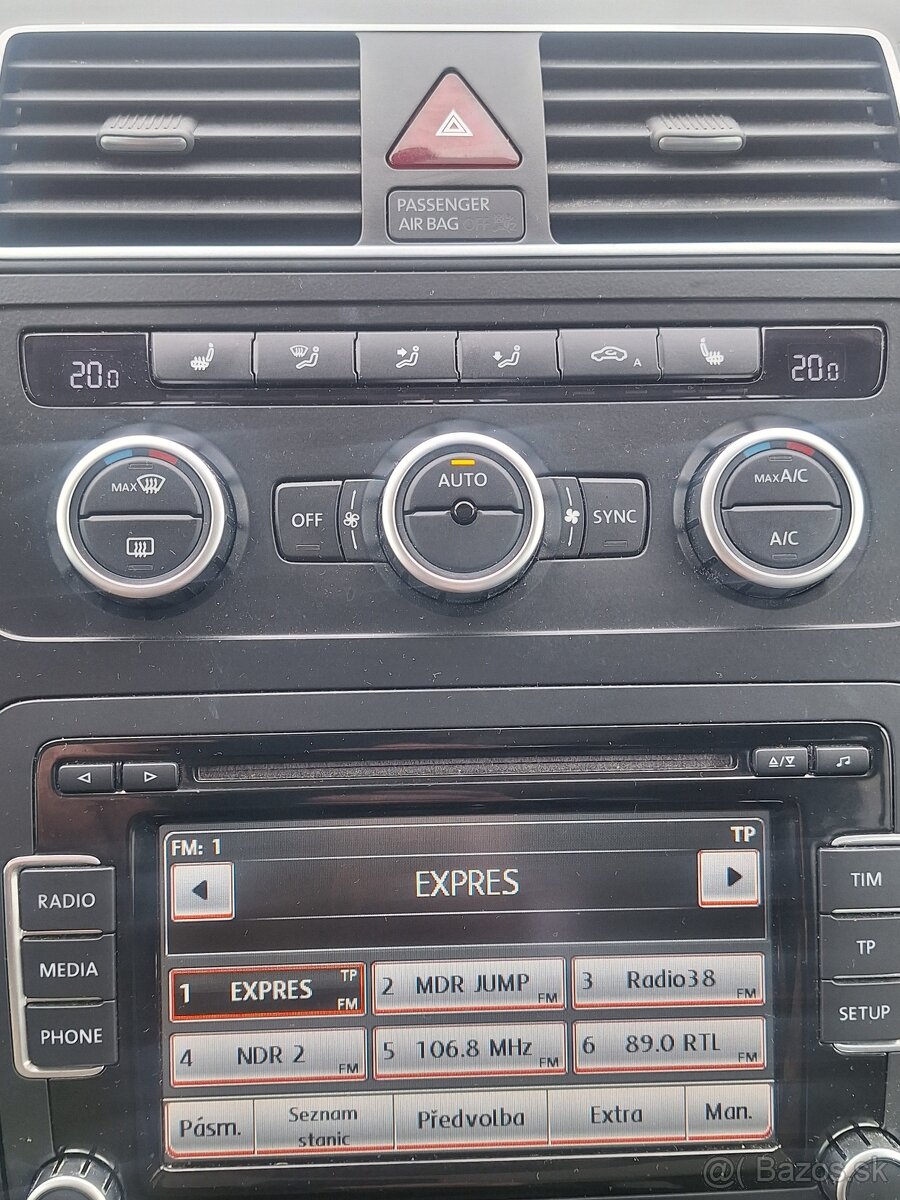 PASSENGER
AIR BAG OFF
20.0
A
20.0
MAX
AUTO
MAX A/C
OFF
SYNC
A/C
FM: 1
TP
EXPRES
RADIO
MEDIA
PHONE
TIM
TP
SETUP
1 EXPRES TP FM
2 MDR JUMP FM
3 Radio38 FM
4 NDR 2 FM
5 106.8 MHz FM
6 89.0 RTL FM
Pásm.
Seznam
stanic
Předvolba
Extra
Man.
@( Bazos.sk